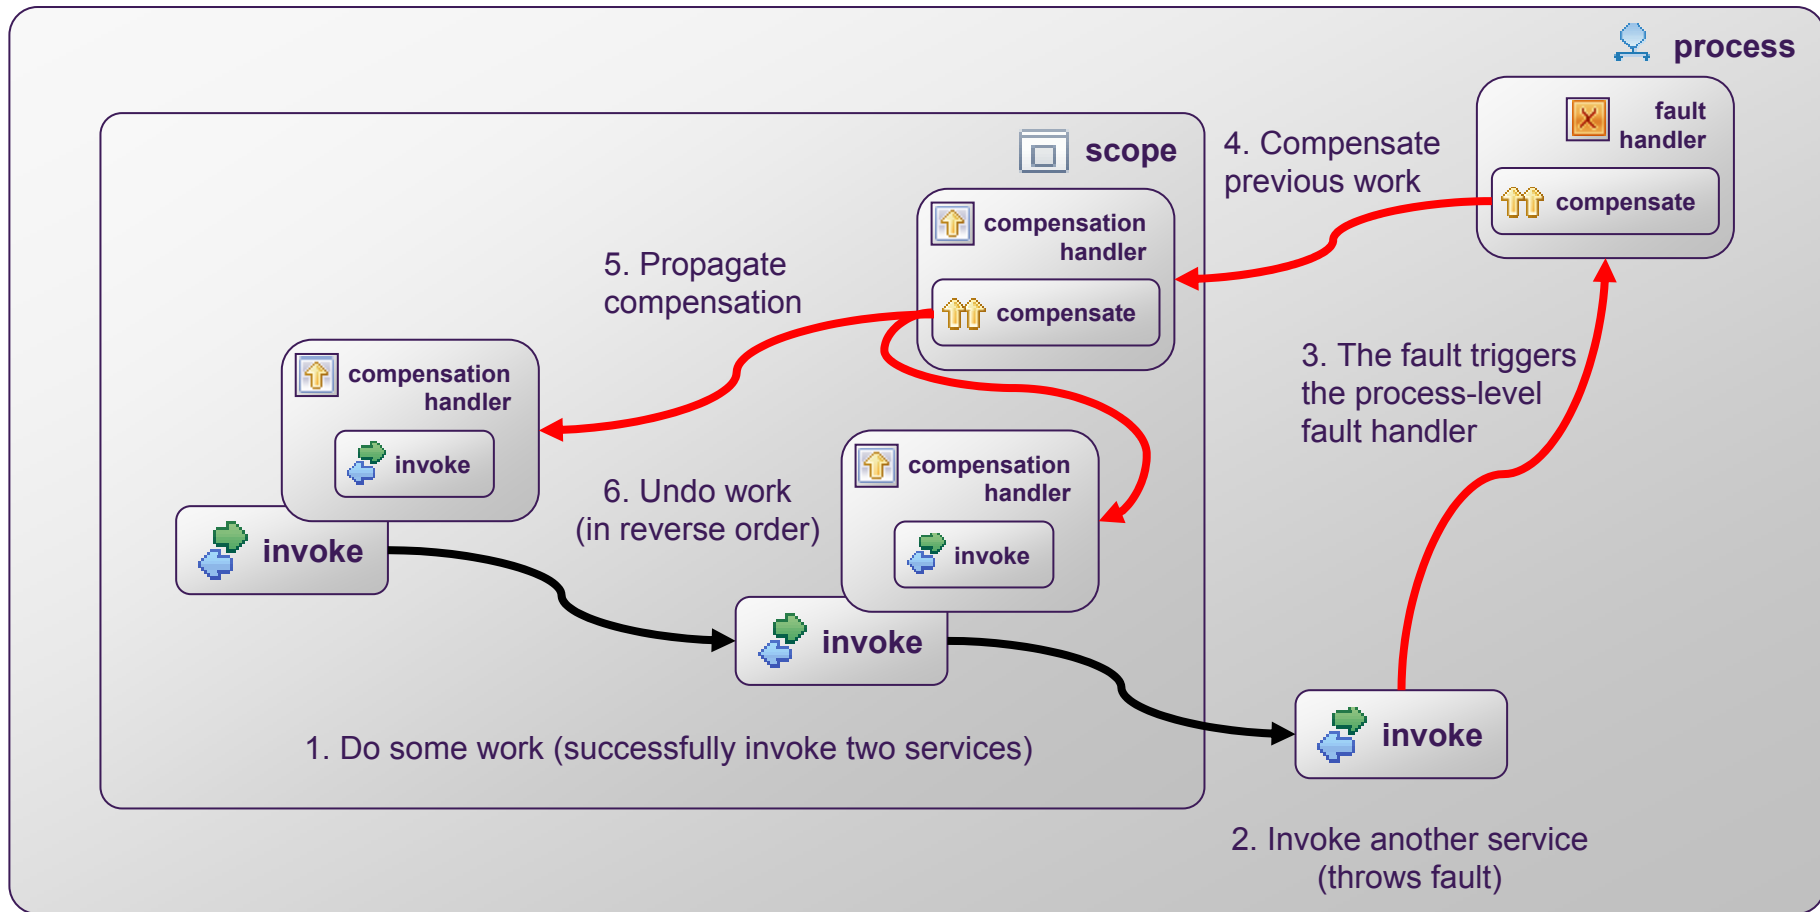 process
fault
handler
compensate
scope
4. Compensate
previous work
compensation
handler
compensate
5. Propagate
compensation
3. The fault triggers
the process-level
fault handler
compensation
handler
invoke
compensation
handler
invoke
6. Undo work
(in reverse order)
invoke
invoke
invoke
1. Do some work (successfully invoke two services)
2. Invoke another service
(throws fault)